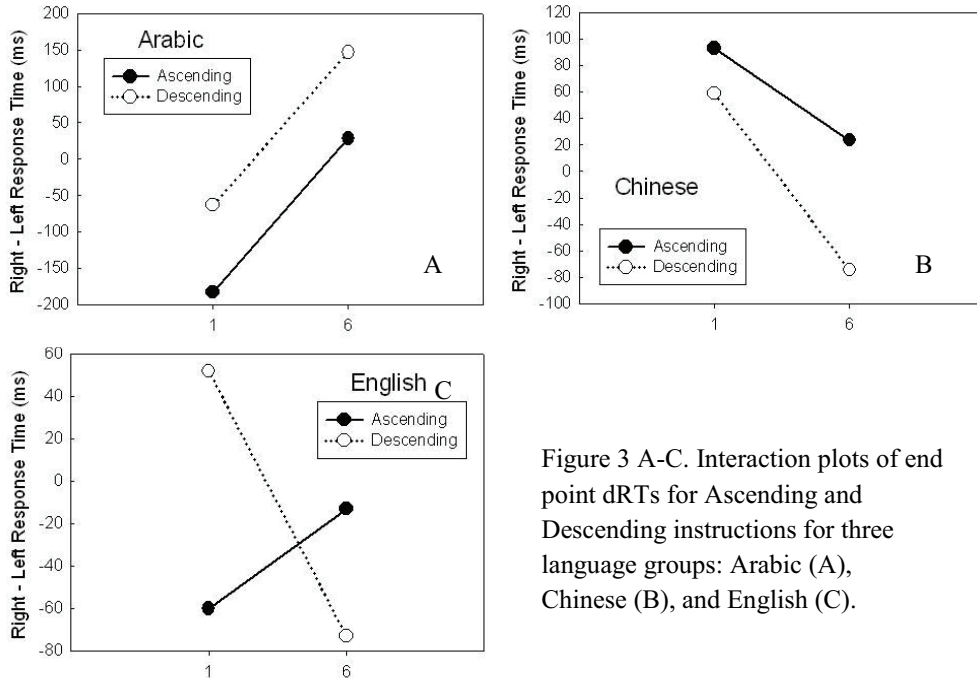 Right - Left Response Time (ms)
200
150
100
50
0
-50
-100
-150
-200
Arabic
Ascending
Descending
A
1
6
Right - Left Response Time (ms)
120
100
80
60
40
20
0
-20
-40
-60
-80
-100
Chinese
Ascending
Descending
B
1
6
Right - Left Response Time (ms)
60
40
20
0
-20
-40
-60
-80
English C
Ascending
Descending
1
6
Figure 3 A-C. Interaction plots of end
point dRTs for Ascending and
Descending instructions for three
language groups: Arabic (A),
Chinese (B), and English (C).